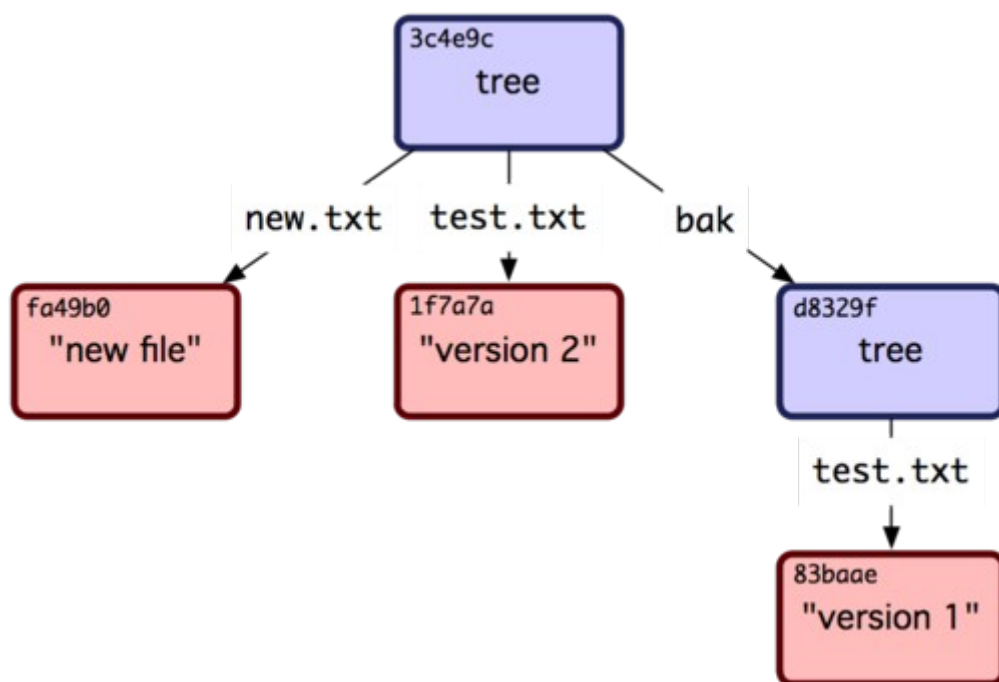 3c4e9c
tree
new.txt
test.txt
bak
fa49b0
"new file"
1f7a7a
"version 2"
d8329f
tree
test.txt
83baae
"version 1"